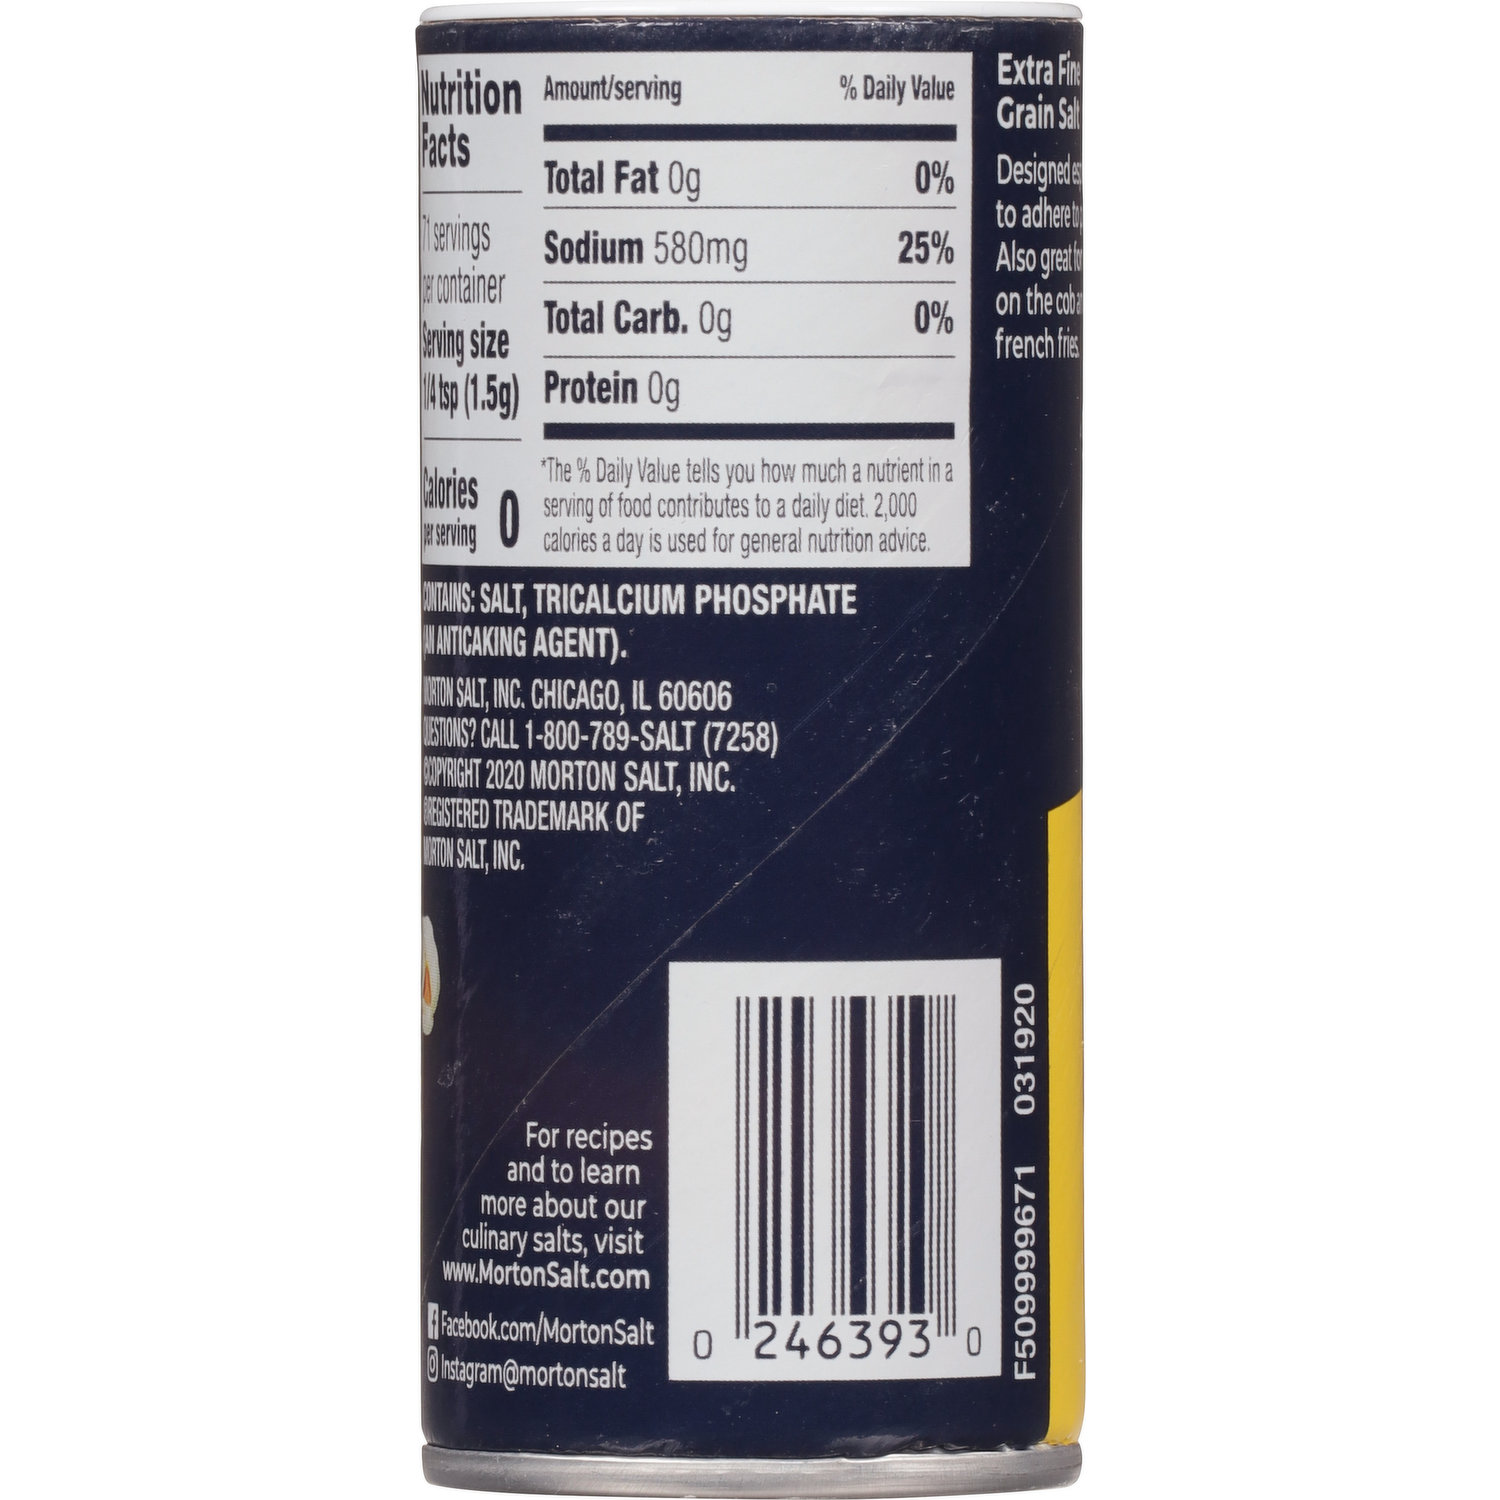 Nutrition
Facts
71 servings
per container
Serving size
1/4 tsp (1.5g)
Calories
per serving 0
Amount/serving % Daily Value
Total Fat 0g 0%
Sodium 580mg 25%
Total Carb. 0g 0%
Protein 0g
*The % Daily Value tells you how much a nutrient in a
serving of food contributes to a daily diet. 2,000
calories a day is used for general nutrition advice.
CONTAINS: SALT, TRICALCIUM PHOSPHATE
(AN ANTICAKING AGENT).
MORTON SALT, INC. CHICAGO, IL 60606
QUESTIONS? CALL 1-800-789-SALT (7258)
©COPYRIGHT 2020 MORTON SALT, INC.
®REGISTERED TRADEMARK OF
MORTON SALT, INC.
For recipes
and to learn
more about our
culinary salts, visit
www.MortonSalt.com
Facebook.com/MortonSalt
Instagram@mortonsalt
0 246393 0
F509999671 031920
Extra Fine
Grain Salt
Designed
to adhere to
Also great for
on the cob
french fries.